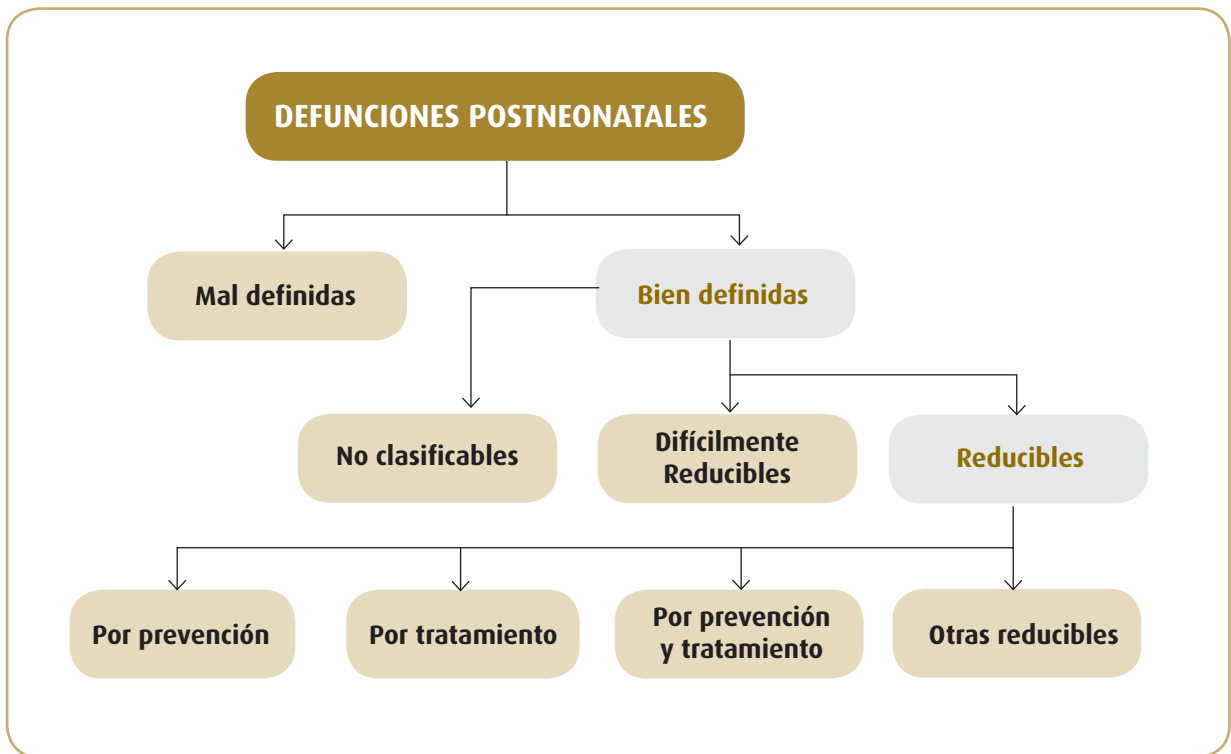 DEFUNCIONES POSTNEONATALES
Mal definidas
Bien definidas
No clasificables
Difícilmente
Reducibles
Reducibles
Por prevención
Por tratamiento
Por prevención
y tratamiento
Otras reducibles